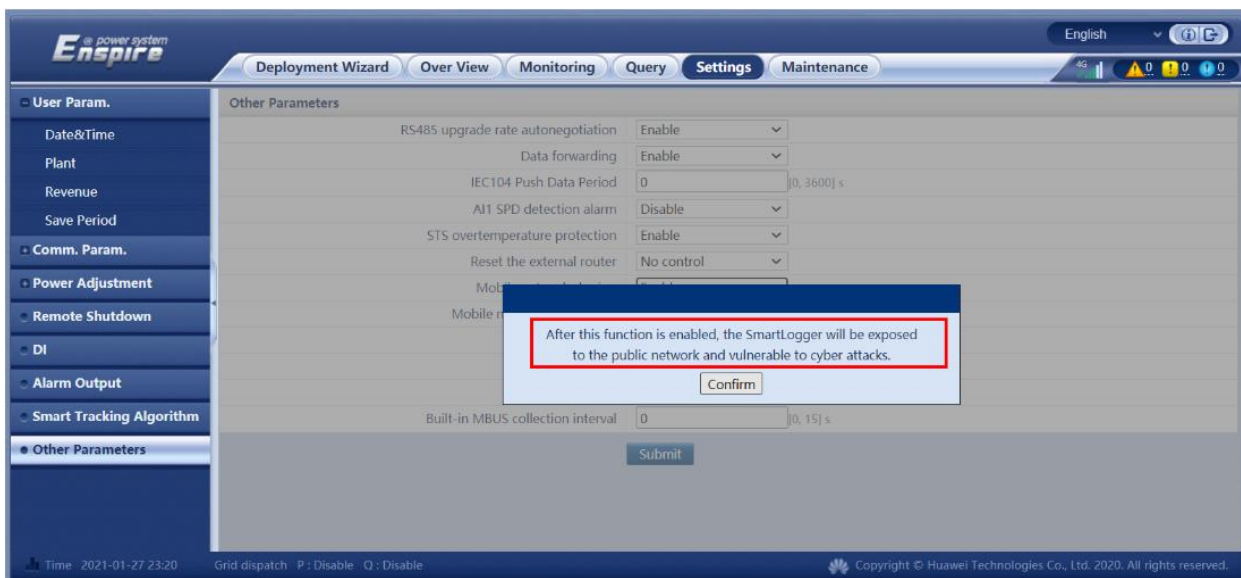 Enspire
e power system
English
Deployment Wizard Over View Monitoring Query Settings Maintenance
4G 0 0 0
User Param.
Date&Time
Plant
Revenue
Save Period
Comm. Param.
Power Adjustment
Remote Shutdown
DI
Alarm Output
Smart Tracking Algorithm
Other Parameters
Other Parameters
RS485 upgrade rate autonegotiation Enable
Data forwarding Enable
IEC104 Push Data Period 0 [0, 3600] s
AI1 SPD detection alarm Disable
STS overtemperature protection Enable
Reset the external router No control
After this function is enabled, the SmartLogger will be exposed
to the public network and vulnerable to cyber attacks.
Confirm
Built-in MBUS collection interval 0 [0, 15] s
Submit
Time 2021-01-27 23:20 Grid dispatch P : Disable Q : Disable Copyright © Huawei Technologies Co., Ltd. 2020. All rights reserved.